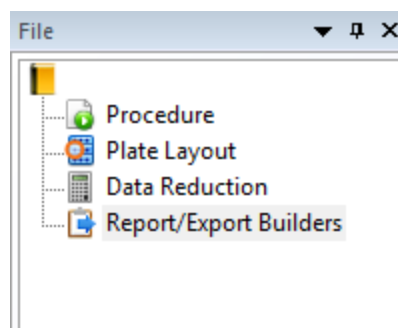 File
Procedure
Plate Layout
Data Reduction
Report/Export Builders